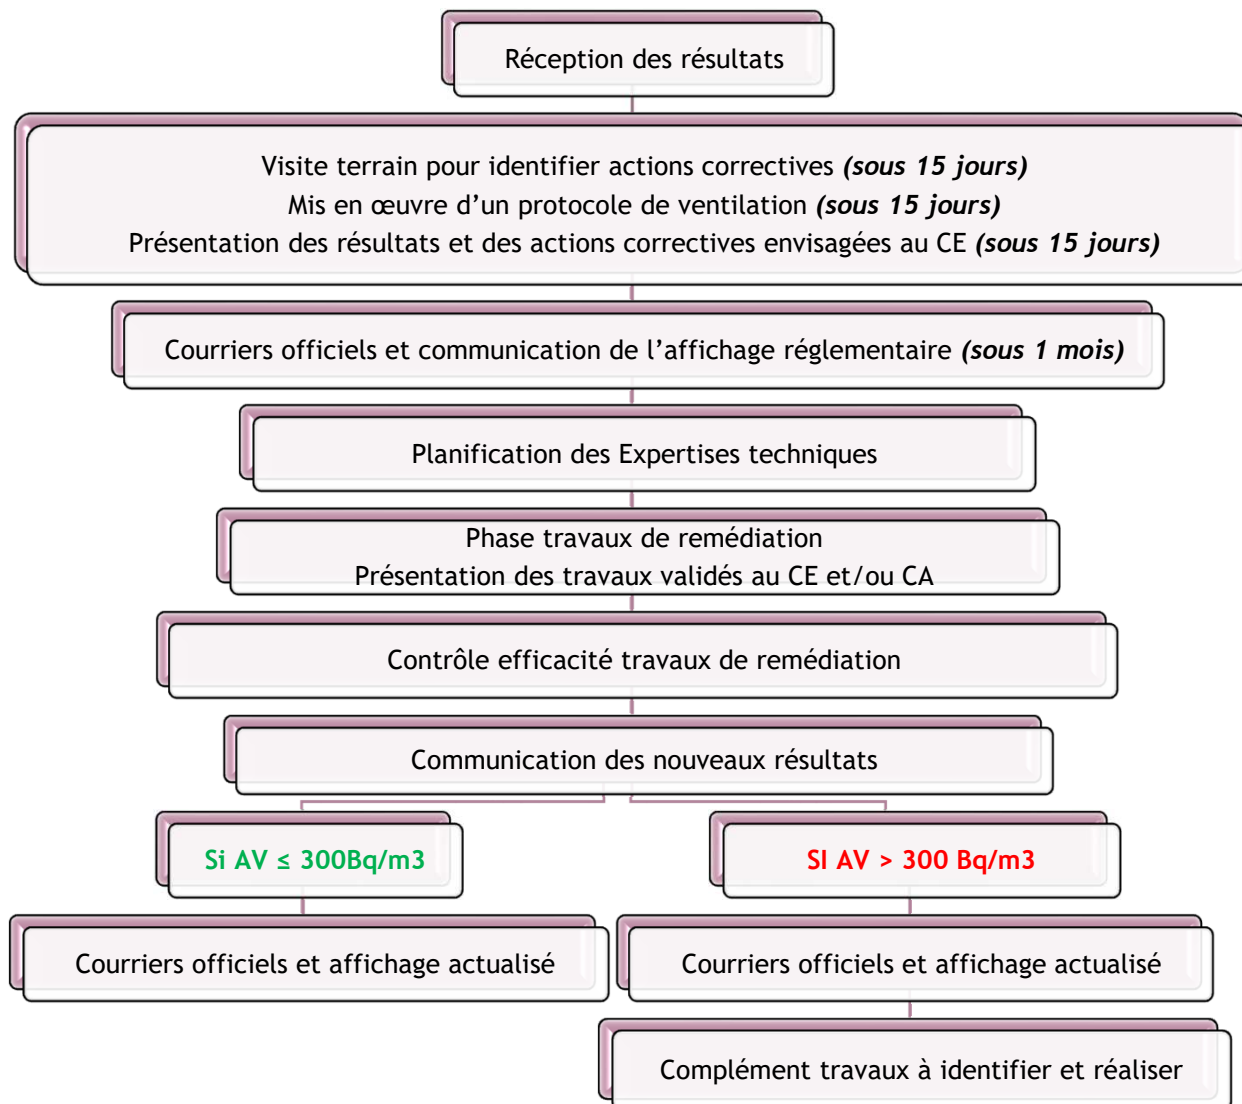 Réception des résultats
Visite terrain pour identifier actions correctives (sous 15 jours)
Mis en œuvre d’un protocole de ventilation (sous 15 jours)
Présentation des résultats et des actions correctives envisagées au CE (sous 15 jours)
Courriers officiels et communication de l’affichage réglementaire (sous 1 mois)
Planification des Expertises techniques
Phase travaux de remédiation
Présentation des travaux validés au CE et/ou CA
Contrôle efficacité travaux de remédiation
Communication des nouveaux résultats
Si AV ≤ 300Bq/m3
SI AV > 300 Bq/m3
Courriers officiels et affichage actualisé
Courriers officiels et affichage actualisé
Complément travaux à identifier et réaliser